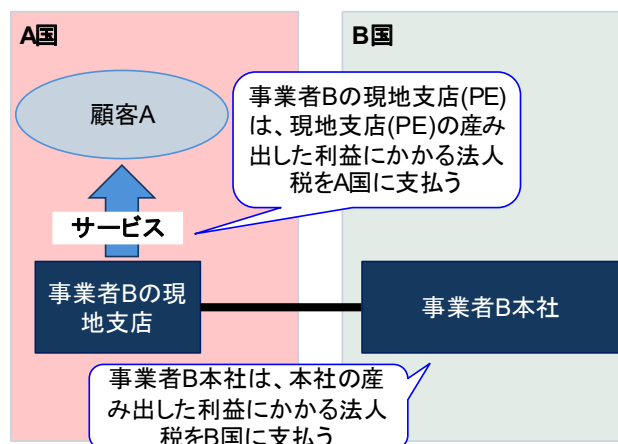 A国
B国
顧客A
事業者Bの現地支店(PE)
は、現地支店(PE)の産み
出した利益にかかる法人
税をA国に支払う
サービス
事業者Bの現
地支店
事業者B本社
事業者B本社は、本社の産
み出した利益にかかる法人
税をB国に支払う